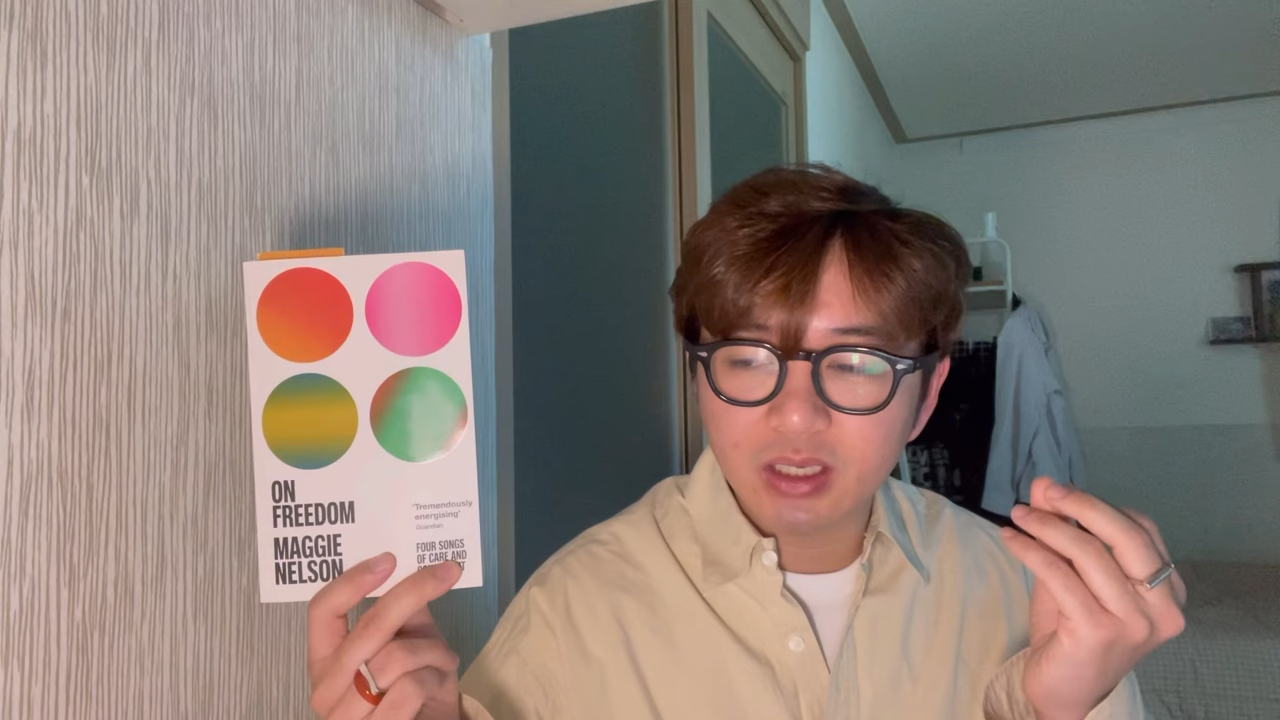 ON
FREEDOM
MAGGIE
NELSON
'Tremendously
energising'
Guardian
FOUR SONGS
OF CARE AND